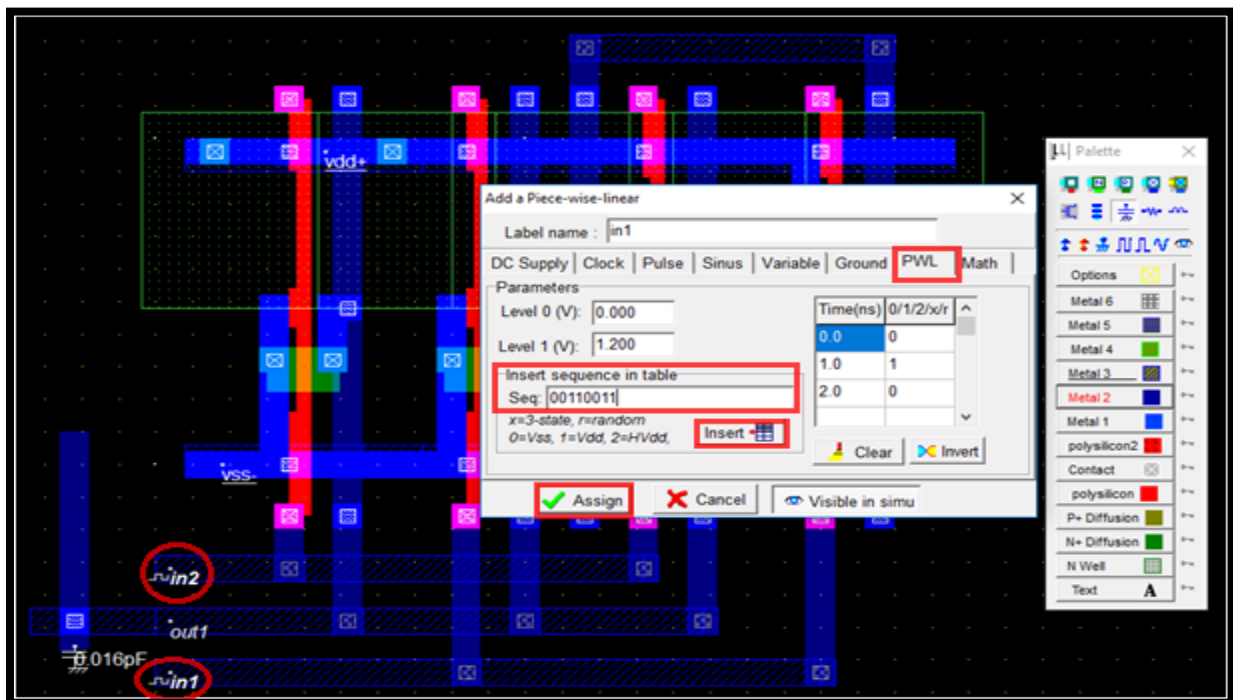 vdd+
vss-
in2
out1
0.016pF
in1
Add a Piece-wise-linear
Label name : in1
DC Supply Clock Pulse Sinus Variable Ground PWL Math
Parameters
Level 0 (V): 0.000
Level 1 (V): 1.200
Insert sequence in table
Seq: 00110011
x=3-state, r=random
0=Vss, 1=Vdd, 2=HVdd,
Insert
Time(ns) 0/1/2/x/r
0.0 0
1.0 1
2.0 0
Clear Invert
Assign Cancel Visible in simu
Palette
Options
Metal 6
Metal 5
Metal 4
Metal 3
Metal 2
Metal 1
polysilicon2
Contact
polysilicon
P+ Diffusion
N+ Diffusion
N Well
Text A